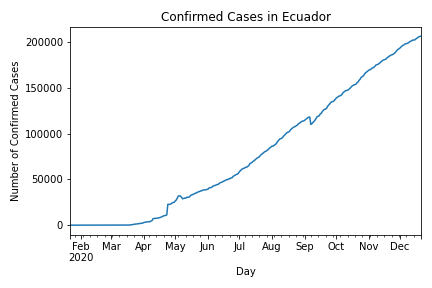 Confirmed Cases in Ecuador
Number of Confirmed Cases
200000
150000
100000
50000
0
Feb Mar Apr May Jun Jul Aug Sep Oct Nov Dec
2020
Day